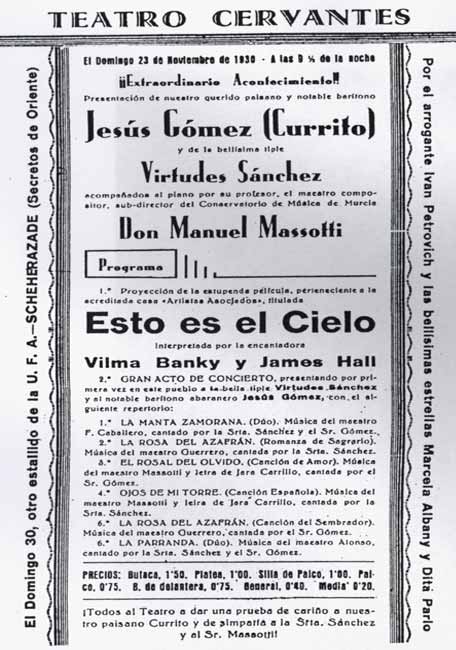 TEATRO CERVANTES
El Domingo 23 de Noviembre de 1930 - A las 9 ½ de la noche
¡¡Extraordinario Acontecimiento!!
Presentación de nuestro querido paisano y notable barítono
Jesús Gómez (Currito)
y de la bellísima tiple
Virtudes Sánchez
acompañados al piano por su profesor, el maestro compo-
sitor, sub-director del Conservatorio de Música de Murcia
Don Manuel Massotti
Programa
1.º Proyección de la estupenda película, perteneciente a la
acreditada casa «Artistas Asociados», titulada
Esto es el Cielo
Interpretada por la encantadora
Vilma Banky y James Hall
2.º GRAN ACTO DE CONCIERTO, presentando por pri-
mera vez en este pueblo a la bella tiple Virtudes Sánchez
y al notable barítono abaranero Jesús Gómez, con el si-
guiente repertorio:
1.º LA MANTA ZAMORANA. (Dúo). Música del maestro
F. Caballero, cantado por la Srta. Sánchez y el Sr. Gómez.
2.º LA ROSA DEL AZAFRÁN. (Romanza de Sagrario).
Música del maestro Guerrero, cantada por la Srta. Sánchez.
3.º EL ROSAL DEL OLVIDO. (Canción de Amor). Música
del maestro Massotti y letra de Jara Carrillo, cantada por el
Sr. Gómez.
4.º OJOS DE MI TORRE. (Canción Española). Música del
maestro Massotti y letra de Jara Carrillo, cantada por la
Srta. Sánchez.
6.º LA ROSA DEL AZAFRÁN. (Canción del Sembrador).
Música del maestro Guerrero, cantada por el Sr. Gómez.
6.º LA PARRANDA. (Dúo). Música del maestro Alonso,
cantado por la Srta. Sánchez y el Sr. Gómez.
PRECIOS: Butaca, 1'50. Platea, 1'00. Silla de Palco, 1'00. Pal-
co, 0'75. B. de delantera, 0'75. General, 0'40. Media 0'20.
¡Todos al Teatro a dar una prueba de cariño a nues-
tro paisano Currito y de simpatía a la Srta. Sánchez
y al Sr. Massotti!
El Domingo 30, otro estallido de la U. F. A.—SCHEHERAZADE (Secretos de Oriente)
Por el arrogante Ivan Petrovich y las bellísimas estrellas Marcela Albany y Dita Parlo